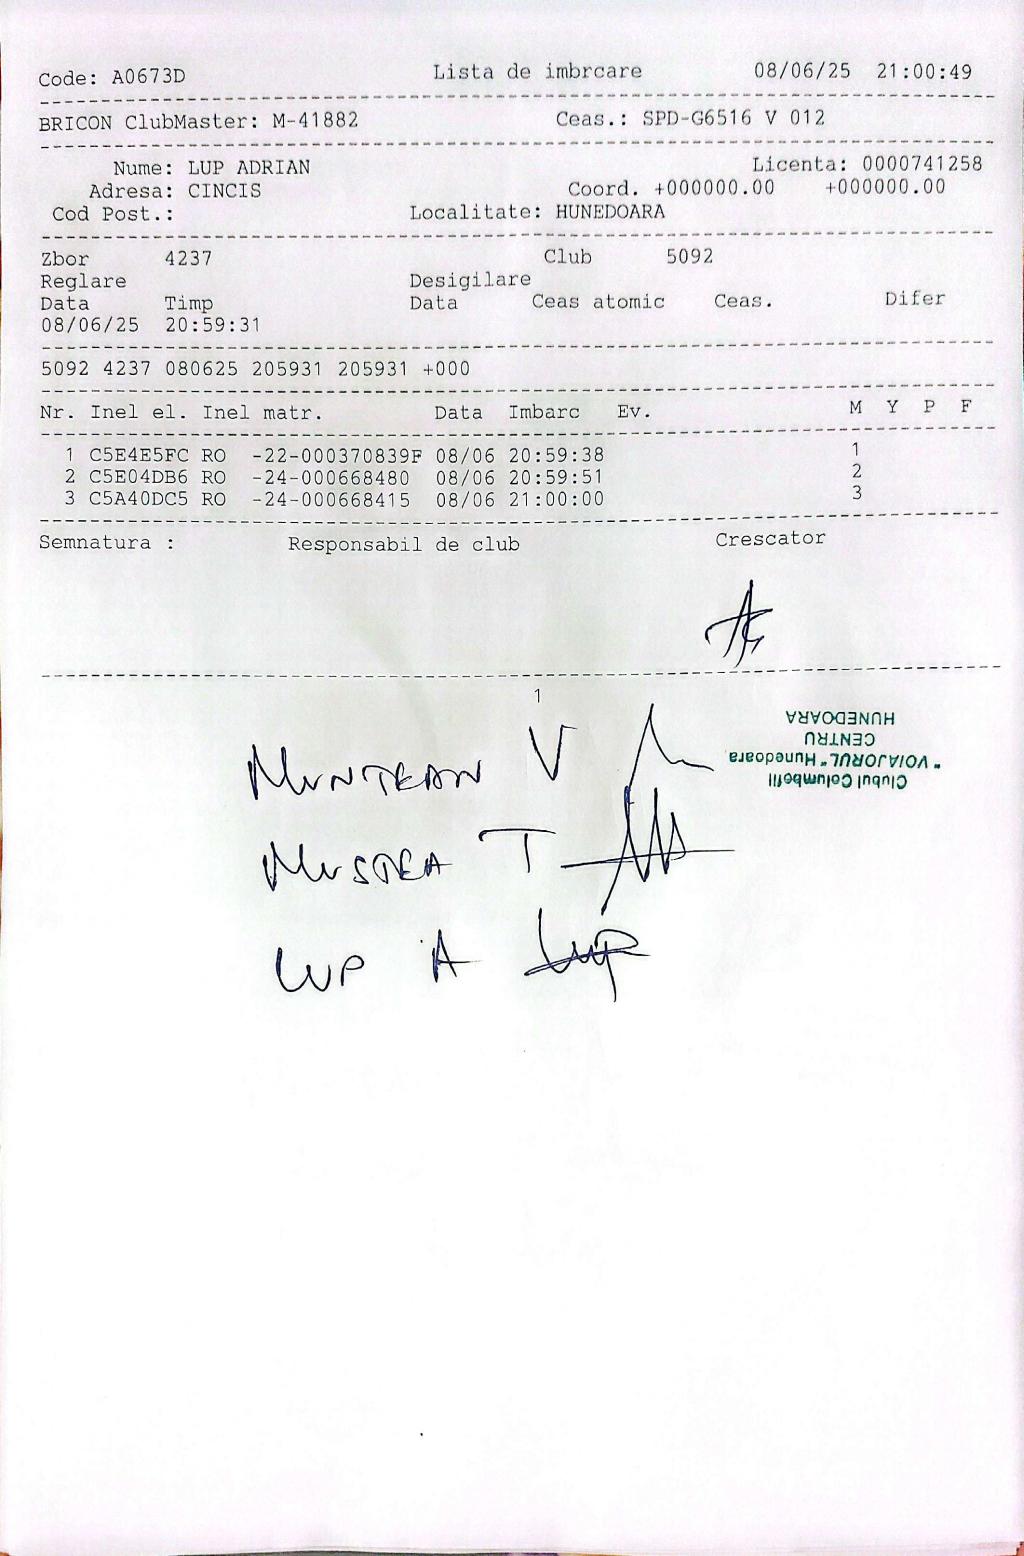 Code: A0673D Lista de imbrcare 08/06/25 21:00:49
BRICON ClubMaster: M-41882 Ceas.: SPD-G6516 V 012
Nume: LUP ADRIAN Licenta: 0000741258
Adresa: CINCIS Coord. +000000.00 +000000.00
Cod Post.: Localitate: HUNEDOARA
Zbor 4237 Club 5092
Reglare Desigilare
Data Timp Data Ceas atomic Ceas. Difer
08/06/25 20:59:31
5092 4237 080625 205931 205931 +000
Nr. Inel el. Inel matr. Data Imbarc Ev. M Y P F
1 C5E4E5FC RO -22-000370839F 08/06 20:59:38 1
2 C5E04DB6 RO -24-000668480 08/06 20:59:51 2
3 C5A40DC5 RO -24-000668415 08/06 21:00:00 3
Semnatura : Responsabil de club Crescator
1
MUNTEAN V
MUSTEA T
LUP A Lup
Clubul Columbofil
"VOIAJORUL" Hunedoara
CENTRU
HUNEDOARA